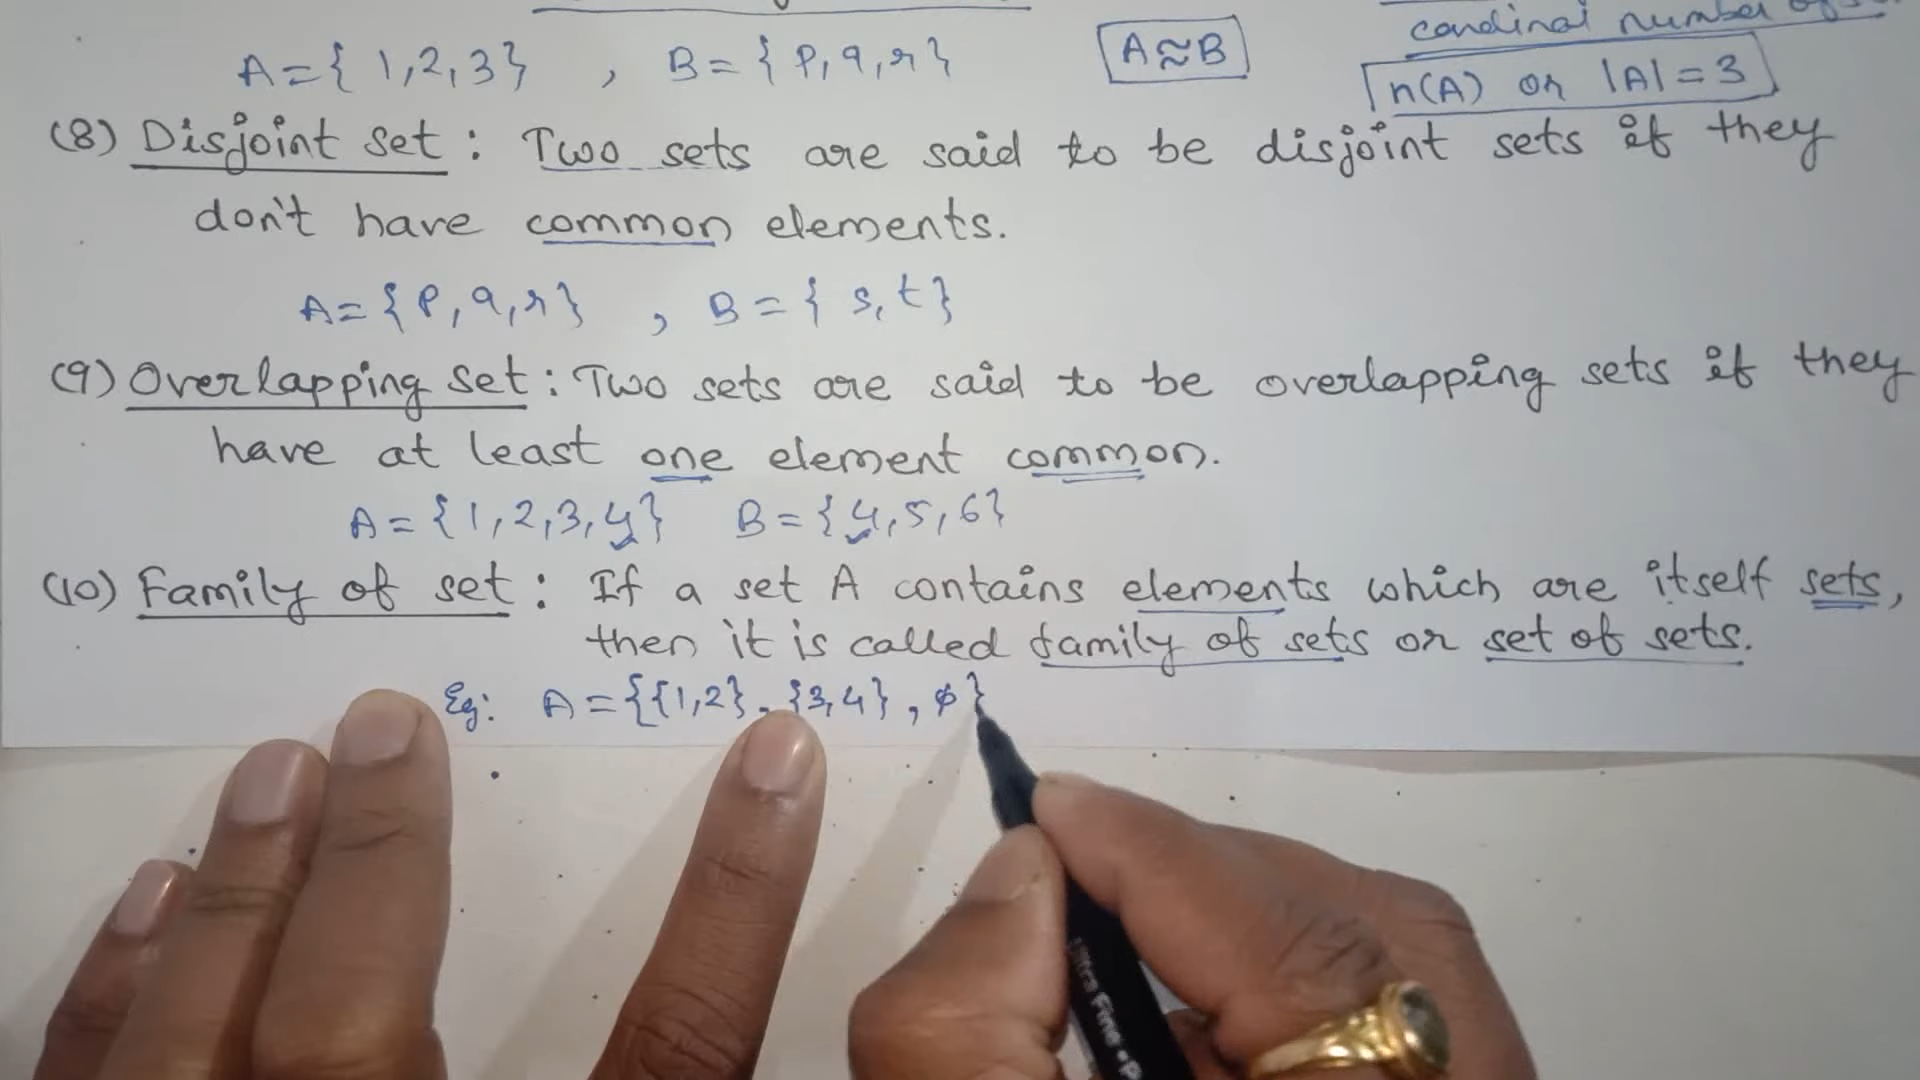 cardinal number of
A={ 1,2,3} , B={ p,q,r} A≈B
n(A) or |A|=3
(8) Disjoint set : Two sets are said to be disjoint sets if they
don't have common elements.
A={p,q,r} , B={ s,t}
(9) Overlapping set : Two sets are said to be overlapping sets if they
have at least one element common.
A={1,2,3,4} B={4,5,6}
(10) Family of set : If a set A contains elements which are itself sets,
then it is called family of sets or set of sets.
Eg: A={{1,2}, {3,4}, φ}
Ultra Fine • P